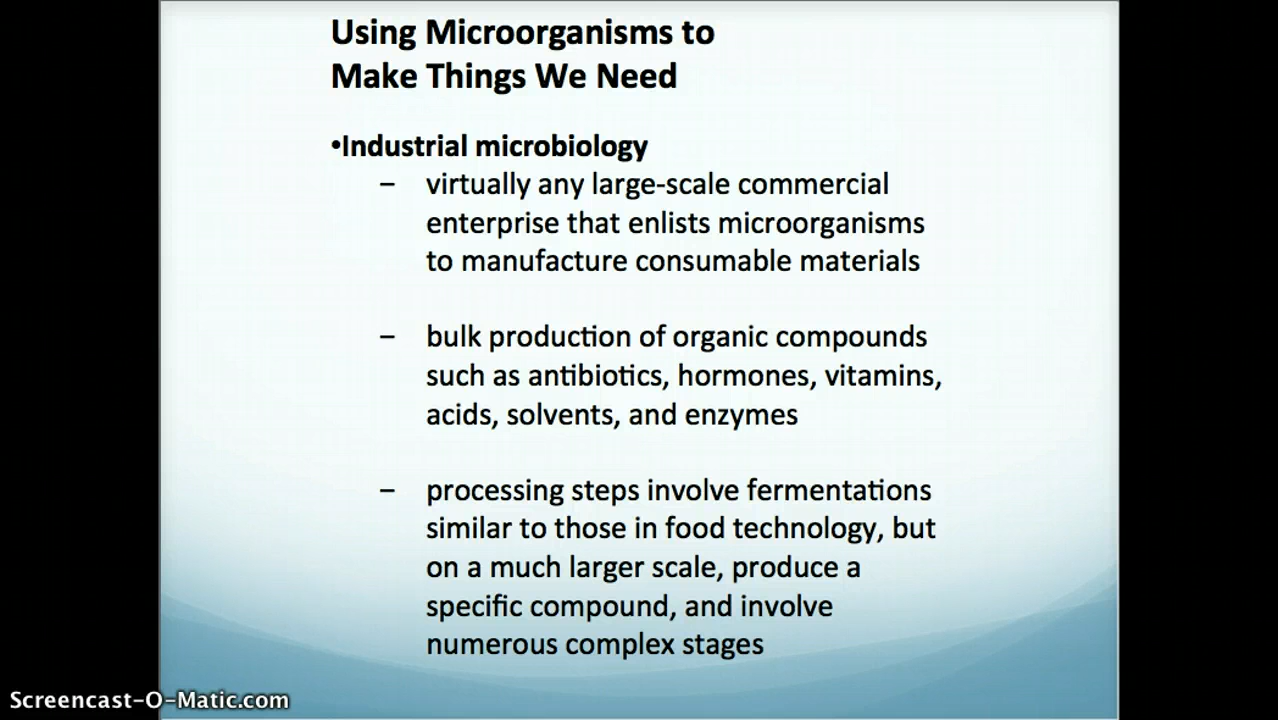 Using Microorganisms to
Make Things We Need
•Industrial microbiology
– virtually any large-scale commercial
enterprise that enlists microorganisms
to manufacture consumable materials
– bulk production of organic compounds
such as antibiotics, hormones, vitamins,
acids, solvents, and enzymes
– processing steps involve fermentations
similar to those in food technology, but
on a much larger scale, produce a
specific compound, and involve
numerous complex stages
Screencast-O-Matic.com